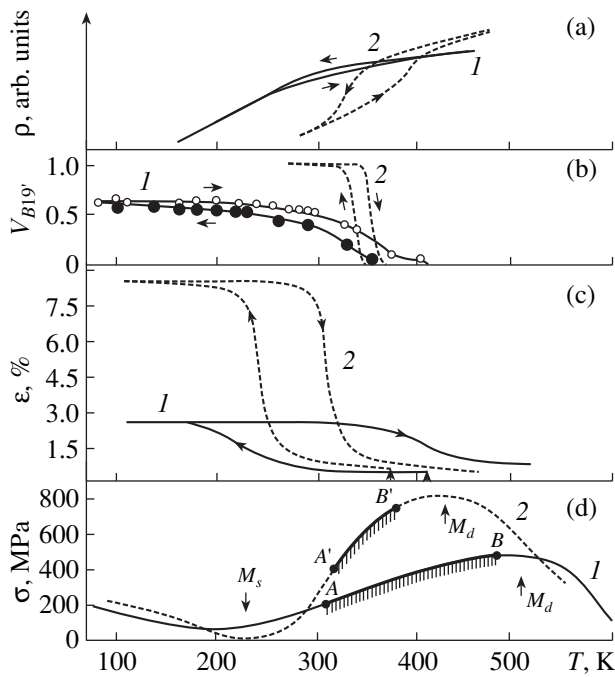 ρ, arb. units
2
(a)
1
1.0
1
2
(b)
V_{B19'}
0.5
0
(c)
7.5
6.0
ε, %
4.5
2
1
3.0
1.5
800
B'
2
(d)
600
M_d
σ, MPa
A'
B
400
M_s
A
1
200
M_d
0
100
200
300
400
500
T, K